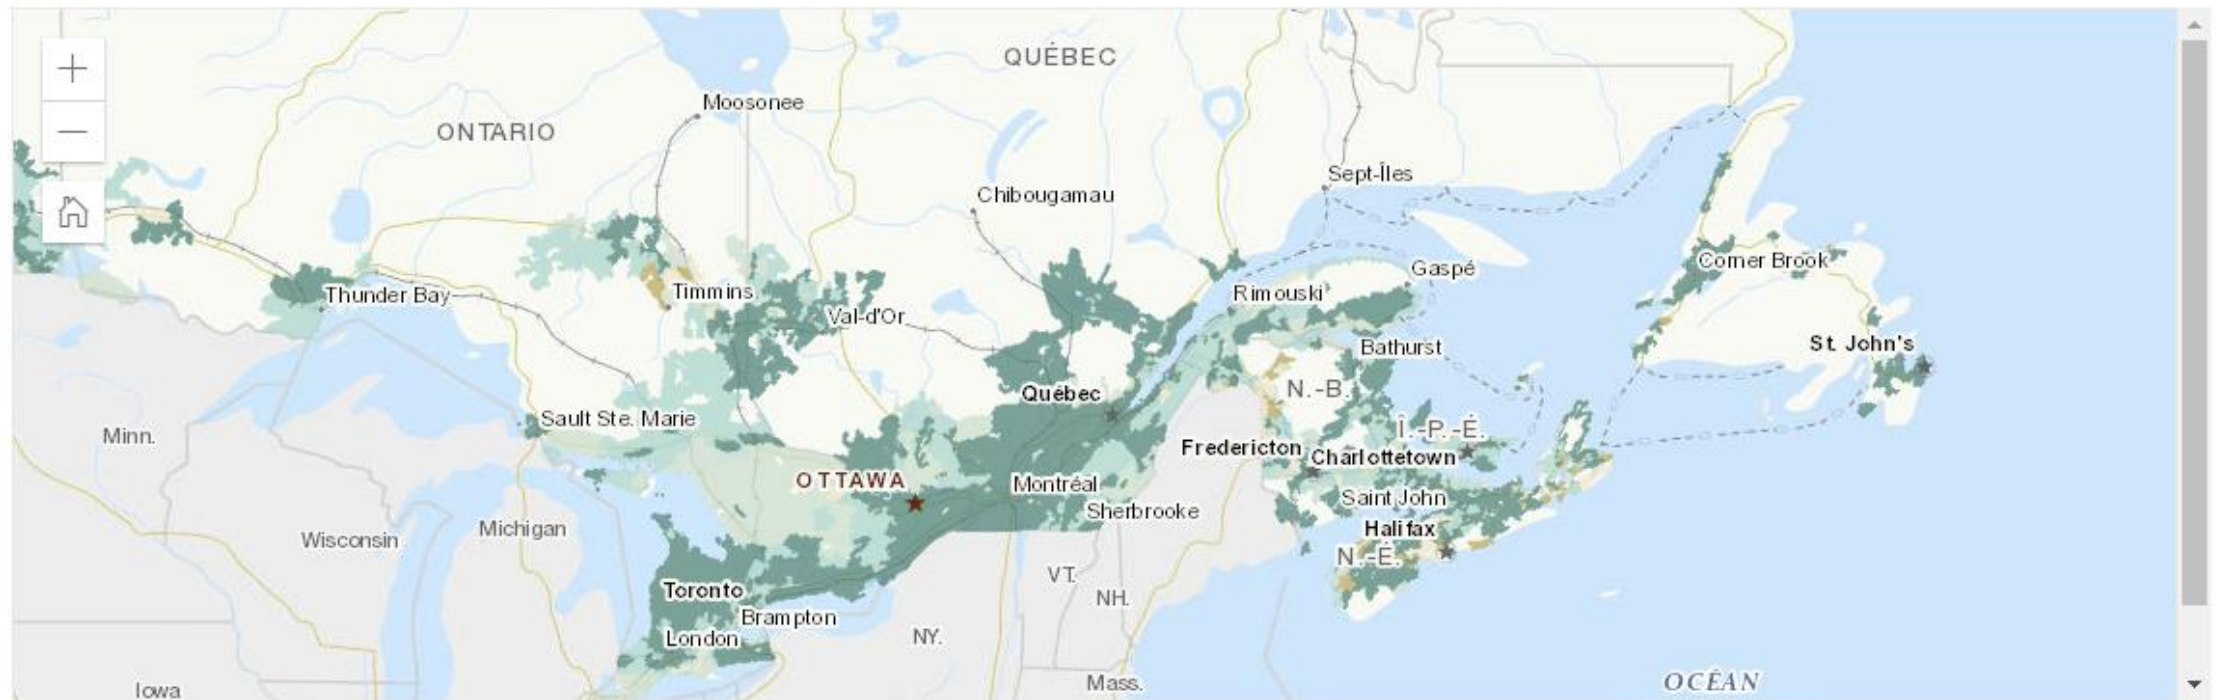 QUÉBEC
Moosonee
ONTARIO
Sept-Îles
Chibougamau
Corner Brook
Gaspé
Thunder Bay
Timmins
Rimouski
Val-d'Or
St. John's
Bathurst
Québec
N.-B.
Sault Ste. Marie
Î.-P.-É.
Minn.
Fredericton
Charlottetown
OTTAWA
Montréal
Saint John
Sherbrooke
Michigan
Halifax
Wisconsin
N.-É.
VT.
Toronto
NH.
Brampton
London
NY.
Mass.
OCÉAN
Iowa